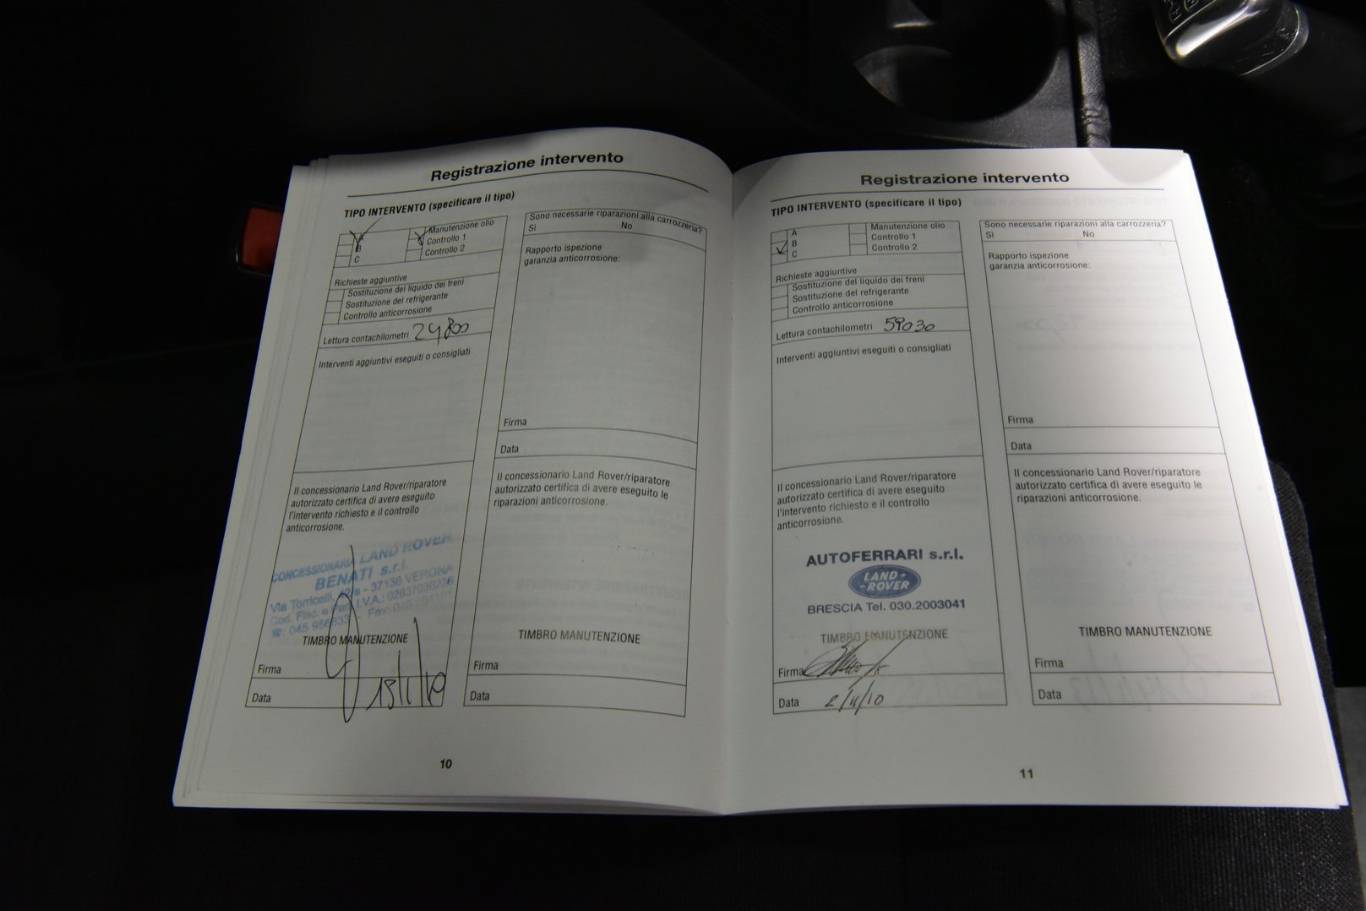 Registrazione intervento
TIPO INTERVENTO (specificare il tipo)
B
C
Manutenzione olio
Controllo 1
Controllo 2
Richieste aggiuntive
Sostituzione del liquido dei freni
Sostituzione del refrigerante
Controllo anticorrosione
Lettura contachilometri 24800
Interventi aggiuntivi eseguiti o consigliati
Il concessionario Land Rover/riparatore
autorizzato certifica di avere eseguito
l'intervento richiesto e il controllo
anticorrosione.
CONCESSIONARIA LAND ROVER
BENATI s.r.l.
Via Torricelli, - 37136 VERONA
TIMBRO MANUTENZIONE
Firma
Data
Sono necessarie riparazioni alla carrozzeria?
Sì No
Rapporto ispezione
garanzia anticorrosione:
Firma
Data
Il concessionario Land Rover/riparatore
autorizzato certifica di avere eseguito le
riparazioni anticorrosione.
TIMBRO MANUTENZIONE
Firma
Data
10
Registrazione intervento
TIPO INTERVENTO (specificare il tipo)
A
B
C
Manutenzione olio
Controllo 1
Controllo 2
Richieste aggiuntive
Sostituzione del liquido dei freni
Sostituzione del refrigerante
Controllo anticorrosione
Lettura contachilometri 59030
Interventi aggiuntivi eseguiti o consigliati
Il concessionario Land Rover/riparatore
autorizzato certifica di avere eseguito
l'intervento richiesto e il controllo
anticorrosione.
AUTOFERRARI s.r.l.
LAND-
-ROVER
BRESCIA Tel. 030.2003041
TIMBRO MANUTENZIONE
Firma
Data 2/11/10
Sono necessarie riparazioni alla carrozzeria?
Sì No
Rapporto ispezione
garanzia anticorrosione:
Firma
Data
Il concessionario Land Rover/riparatore
autorizzato certifica di avere eseguito le
riparazioni anticorrosione.
TIMBRO MANUTENZIONE
Firma
Data
11